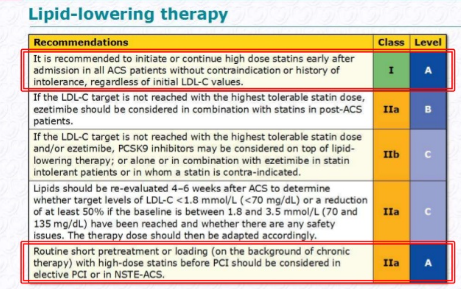 Lipid-lowering therapy
Recommendations Class Level
It is recommended to initiate or continue high dose statins early after
admission in all ACS patients without contraindication or history of
intolerance, regardless of initial LDL-C values.
I A
If the LDL-C target is not reached with the highest tolerable statin dose,
ezetimibe should be considered in combination with statins in post-ACS
patients.
IIa B
If the LDL-C target is not reached with the highest tolerable statin dose
and/or ezetimibe, PCSK9 inhibitors may be considered on top of lipid-
lowering therapy; or alone or in combination with ezetimibe in statin
intolerant patients or in whom a statin is contra-indicated.
IIb C
Lipids should be re-evaluated 4–6 weeks after ACS to determine
whether target levels of LDL-C <1.8 mmol/L (<70 mg/dL) or a reduction
of at least 50% if the baseline is between 1.8 and 3.5 mmol/L (70 and
135 mg/dL) have been reached and whether there are any safety
issues. The therapy dose should then be adapted accordingly.
IIa C
Routine short pretreatment or loading (on the background of chronic
therapy) with high-dose statins before PCI should be considered in
elective PCI or in NSTE-ACS.
IIa A